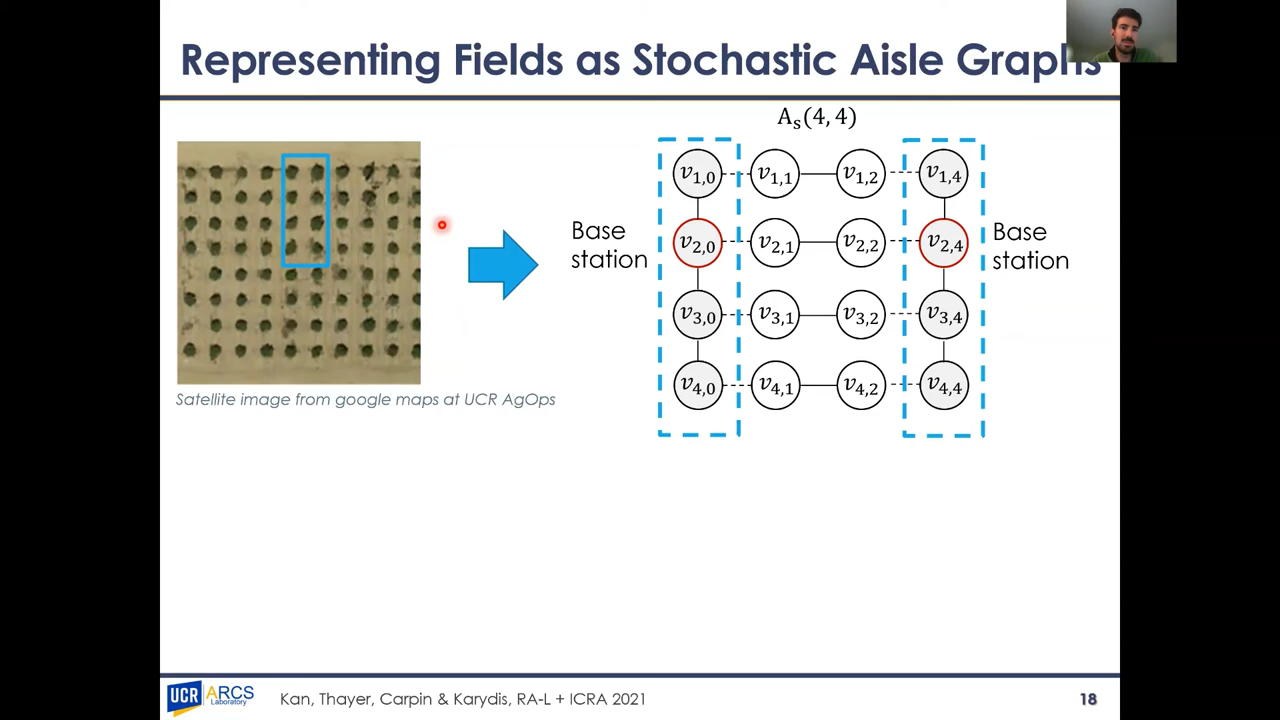 Representing Fields as Stochastic Aisle Graphs
A_s(4, 4)
v_1,0 v_1,1 v_1,2 v_1,4
Base station
v_2,0 v_2,1 v_2,2 v_2,4
Base station
v_3,0 v_3,1 v_3,2 v_3,4
v_4,0 v_4,1 v_4,2 v_4,4
Satellite image from google maps at UCR AgOps
UCR ARCS
Laboratory
Kan, Thayer, Carpin & Karydis, RA-L + ICRA 2021
18